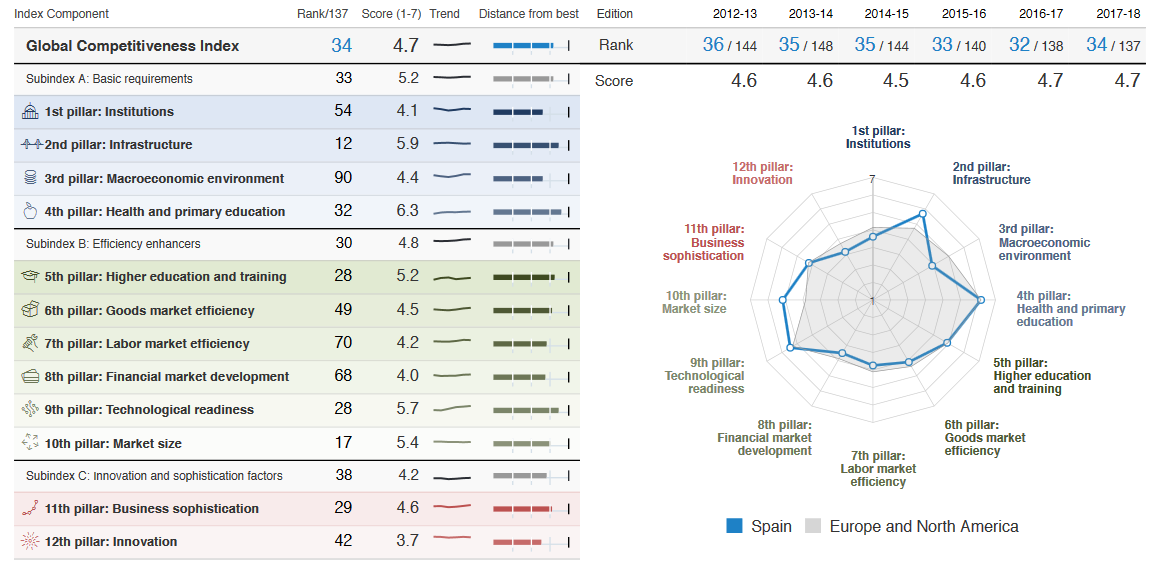 Index Component Rank/137 Score (1-7) Trend Distance from best
Global Competitiveness Index 34 4.7
Subindex A: Basic requirements 33 5.2
1st pillar: Institutions 54 4.1
2nd pillar: Infrastructure 12 5.9
3rd pillar: Macroeconomic environment 90 4.4
4th pillar: Health and primary education 32 6.3
Subindex B: Efficiency enhancers 30 4.8
5th pillar: Higher education and training 28 5.2
6th pillar: Goods market efficiency 49 4.5
7th pillar: Labor market efficiency 70 4.2
8th pillar: Financial market development 68 4.0
9th pillar: Technological readiness 28 5.7
10th pillar: Market size 17 5.4
Subindex C: Innovation and sophistication factors 38 4.2
11th pillar: Business sophistication 29 4.6
12th pillar: Innovation 42 3.7
Edition 2012-13 2013-14 2014-15 2015-16 2016-17 2017-18
Rank 36 / 144 35 / 148 35 / 144 33 / 140 32 / 138 34 / 137
Score 4.6 4.6 4.5 4.6 4.7 4.7
1st pillar:
Institutions
2nd pillar:
Infrastructure
3rd pillar:
Macroeconomic
environment
4th pillar:
Health and primary
education
5th pillar:
Higher education
and training
6th pillar:
Goods market
efficiency
7th pillar:
Labor market
efficiency
8th pillar:
Financial market
development
9th pillar:
Technological
readiness
10th pillar:
Market size
11th pillar:
Business
sophistication
12th pillar:
Innovation
7
1
Spain Europe and North America